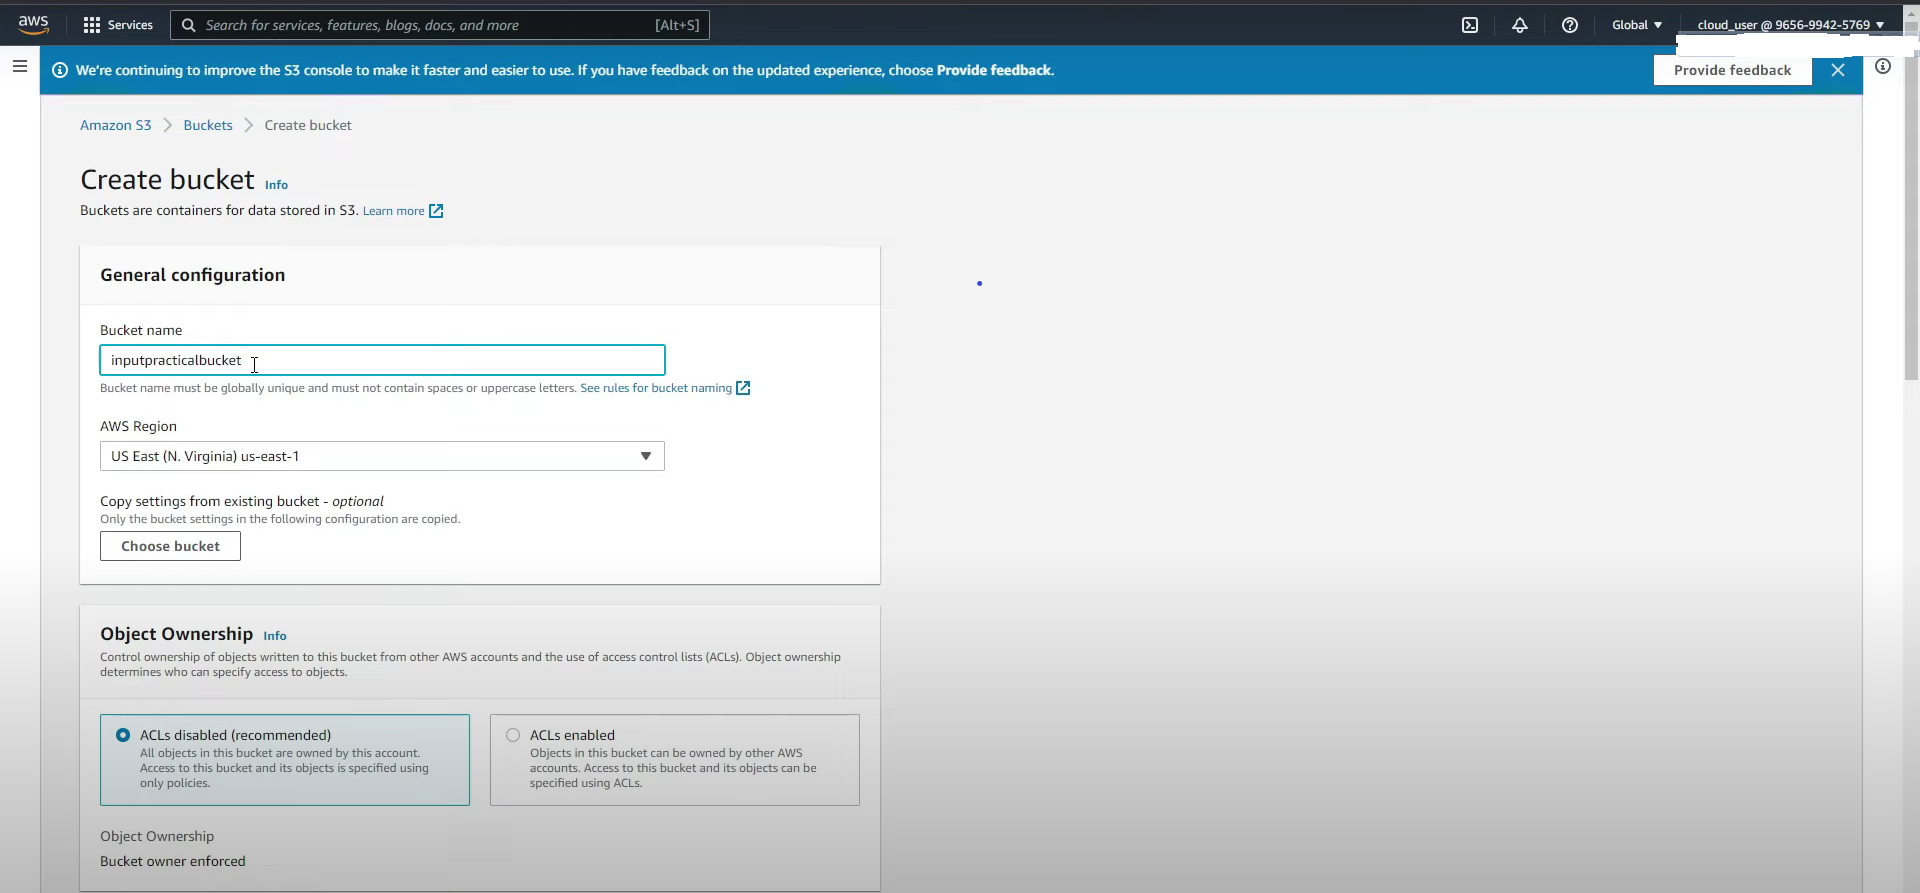 aws
Services
Search for services, features, blogs, docs, and more
[Alt+S]
Global
cloud_user @ 9656-9942-5769
We're continuing to improve the S3 console to make it faster and easier to use. If you have feedback on the updated experience, choose Provide feedback.
Provide feedback
Amazon S3 > Buckets > Create bucket
Create bucket Info
Buckets are containers for data stored in S3. Learn more
General configuration
Bucket name
inputpracticalbucket
Bucket name must be globally unique and must not contain spaces or uppercase letters. See rules for bucket naming
AWS Region
US East (N. Virginia) us-east-1
Copy settings from existing bucket - optional
Only the bucket settings in the following configuration are copied.
Choose bucket
Object Ownership Info
Control ownership of objects written to this bucket from other AWS accounts and the use of access control lists (ACLs). Object ownership
determines who can specify access to objects.
ACLs disabled (recommended)
All objects in this bucket are owned by this account.
Access to this bucket and its objects is specified using
only policies.
ACLs enabled
Objects in this bucket can be owned by other AWS
accounts. Access to this bucket and its objects can be
specified using ACLs.
Object Ownership
Bucket owner enforced